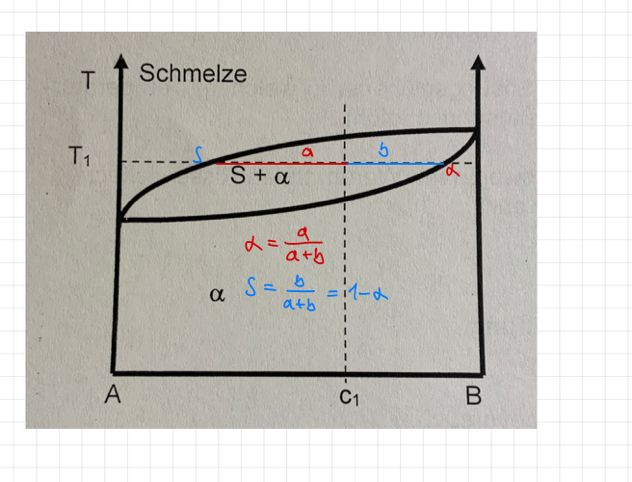 T Schmelze
T₁ S a b
S + α α
α = a/(a+b)
α S = b/(a+b) = 1-α
A c₁ B